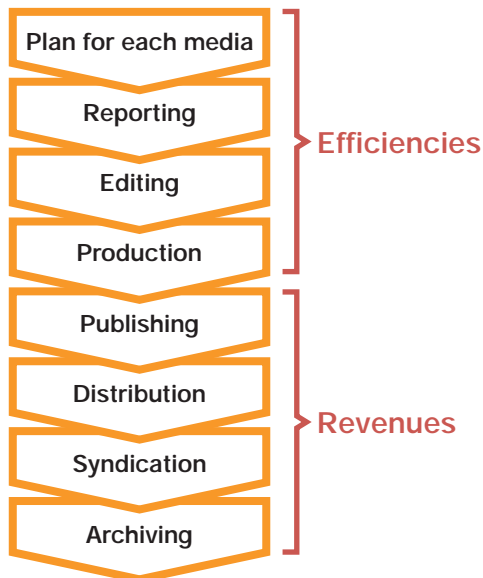 Plan for each media
Reporting
Editing
Production
Efficiencies
Publishing
Distribution
Syndication
Archiving
Revenues